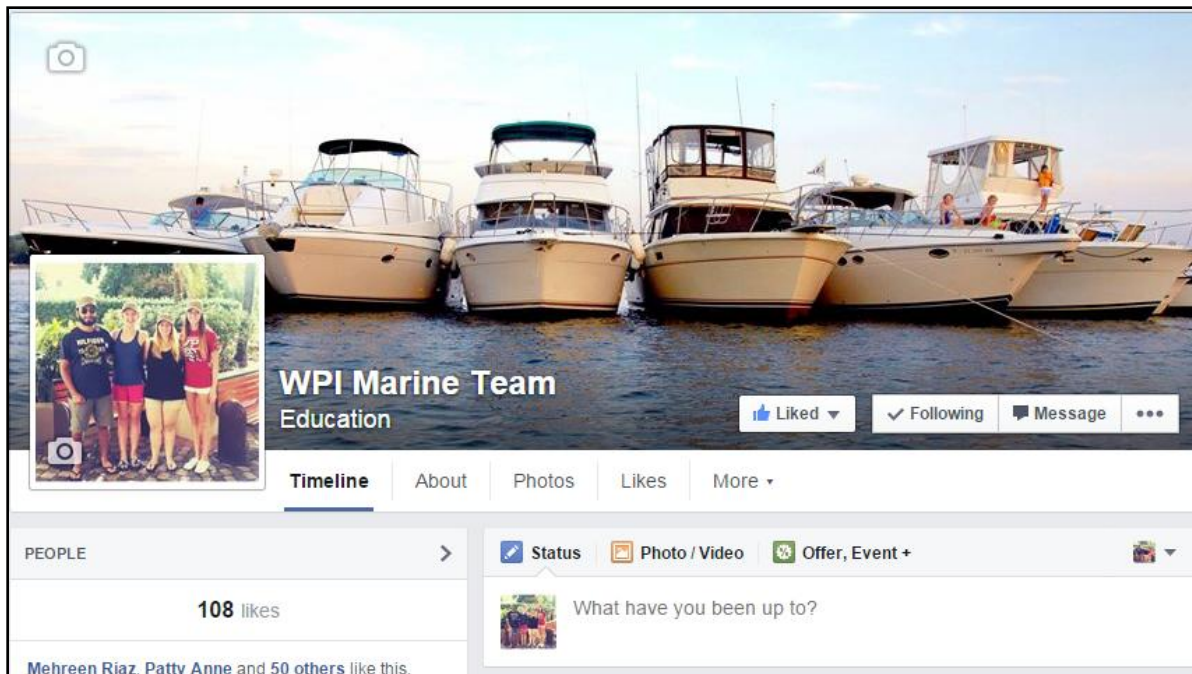 WPI Marine Team
Education
Liked
Following
Message
Timeline
About
Photos
Likes
More
PEOPLE
108 likes
Mehreen Riaz, Patty Anne and 50 others like this.
Status
Photo / Video
Offer, Event +
What have you been up to?